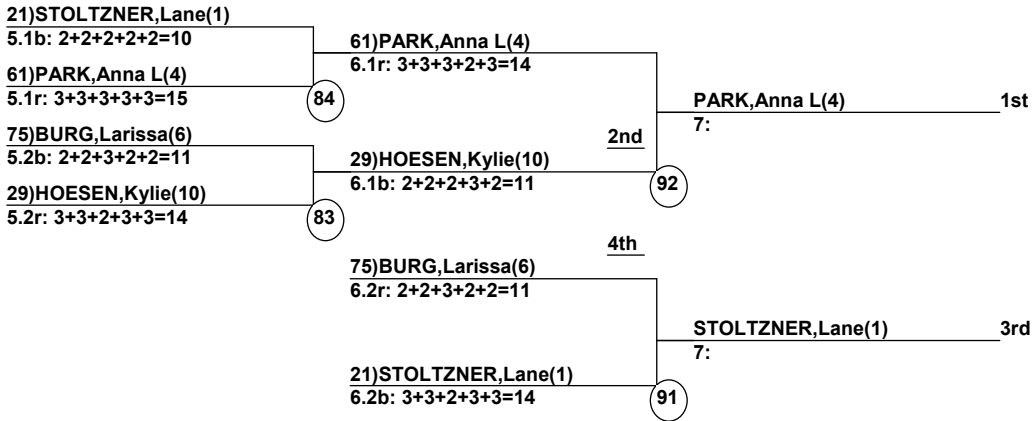 21)STOLTZNER,Lane(1)
5.1b: 2+2+2+2+2=10
61)PARK,Anna L(4)
5.1r: 3+3+3+3+3=15
84
75)BURG,Larissa(6)
5.2b: 2+2+3+2+2=11
29)HOESEN,Kylie(10)
5.2r: 3+3+2+3+3=14
83
61)PARK,Anna L(4)
6.1r: 3+3+3+2+3=14
2nd
29)HOESEN,Kylie(10)
6.1b: 2+2+2+3+2=11
92
PARK,Anna L(4) 1st
7:
4th
75)BURG,Larissa(6)
6.2r: 2+2+3+2+2=11
21)STOLTZNER,Lane(1)
6.2b: 3+3+2+3+3=14
91
STOLTZNER,Lane(1) 3rd
7: